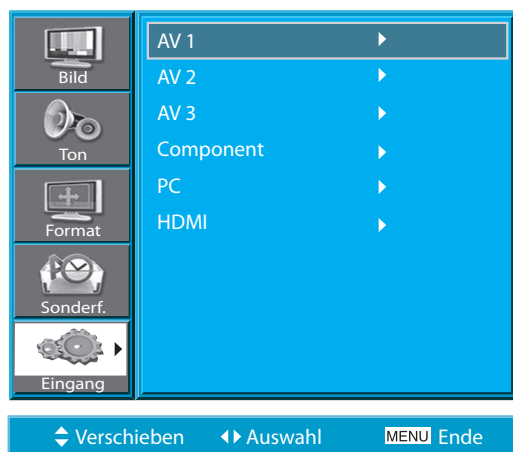 Bild
Ton
Format
Sonderf.
Eingang
AV 1
AV 2
AV 3
Component
PC
HDMI
Verschieben Auswahl MENU Ende